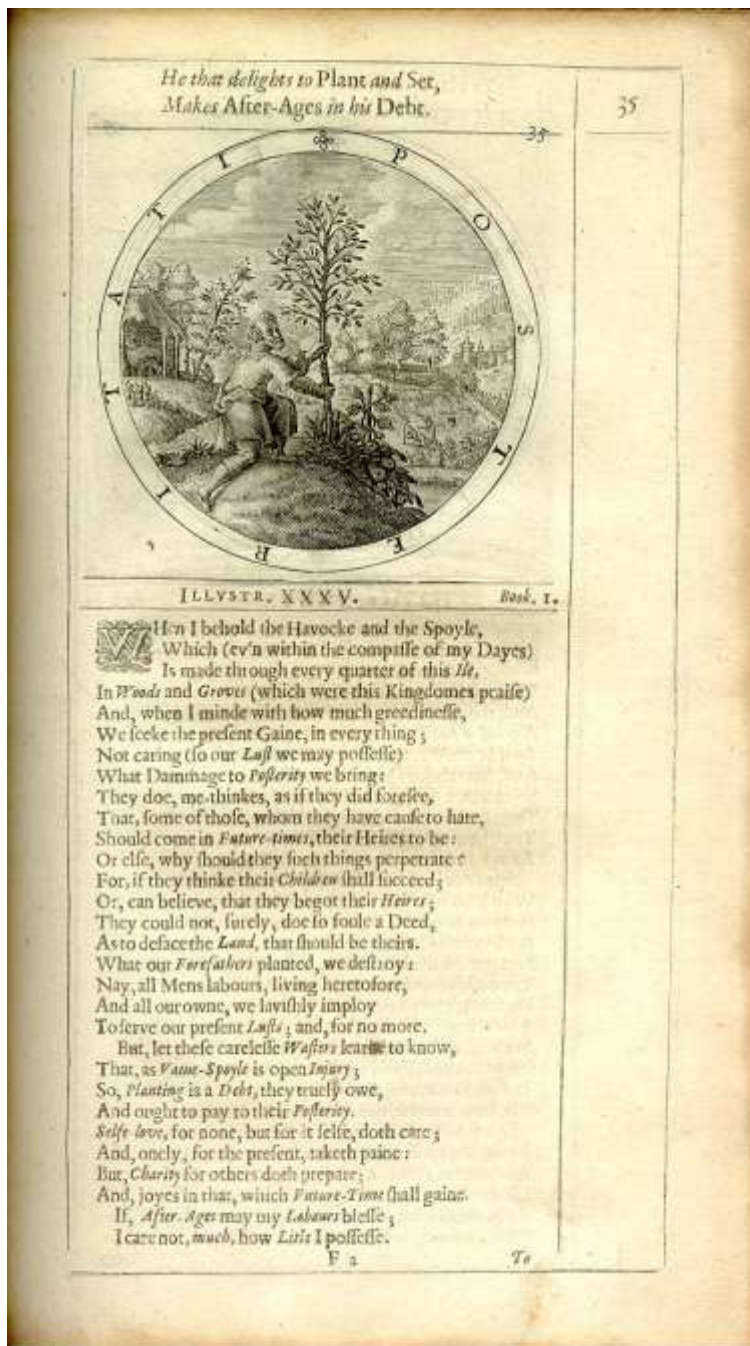 He that delights to Plant and Set,
Makes After-Ages in his Debt.
35
35
POSTERITATI
ILLVSTR. XXXV. Book. 1.
WHen I behold the Havocke and the Spoyle,
Which (ev'n within the compaſſe of my Dayes)
Is made through every quarter of this Iſle,
In Woods and Groves (which were this Kingdomes praiſe)
And, when I minde with how much greedineſſe,
We ſeeke the preſent Gaine, in every thing;
Not caring (ſo our Luſt we may poſſeſſe)
What Dammage to Poſterity we bring:
They doe, me-thinkes, as if they did foreſee,
That, ſome of thoſe, whom they have cauſe to hate,
Should come in Future-times, their Heires to be:
Or elſe, why ſhould they ſuch things perpetrate?
For, if they thinke their Children ſhall ſucceed;
Or, can believe, that they begot their Heires;
They could not, ſurely, doe ſo foule a Deed,
As to deface the Land, that ſhould be theirs.
What our Forefathers planted, we deſtroy:
Nay, all Mens labours, living heretofore,
And all our owne, we laviſhly imploy
To ſerve our preſent Luſts; and, for no more.
But, let theſe careleſſe Waſters learne to know,
That, as Vaine-Spoyle is open Injury;
So, Planting is a Debt, they truely owe,
And ought to pay to their Poſterity.
Selfe-love, for none, but for it ſelfe, doth care;
And, onely, for the preſent, taketh paine:
But, Charity for others doth prepare;
And, joyes in that, which Future-Time ſhall gaine.
If, After-Ages may my Labours bleſſe;
I care not, much, how Litle I poſſeſſe.
F 2 To